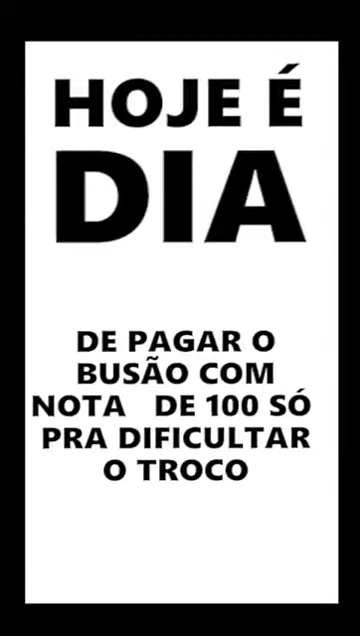 HOJE É
DIA
DE PAGAR O
BUSÃO COM
NOTA DE 100 SÓ
PRA DIFICULTAR
O TROCO